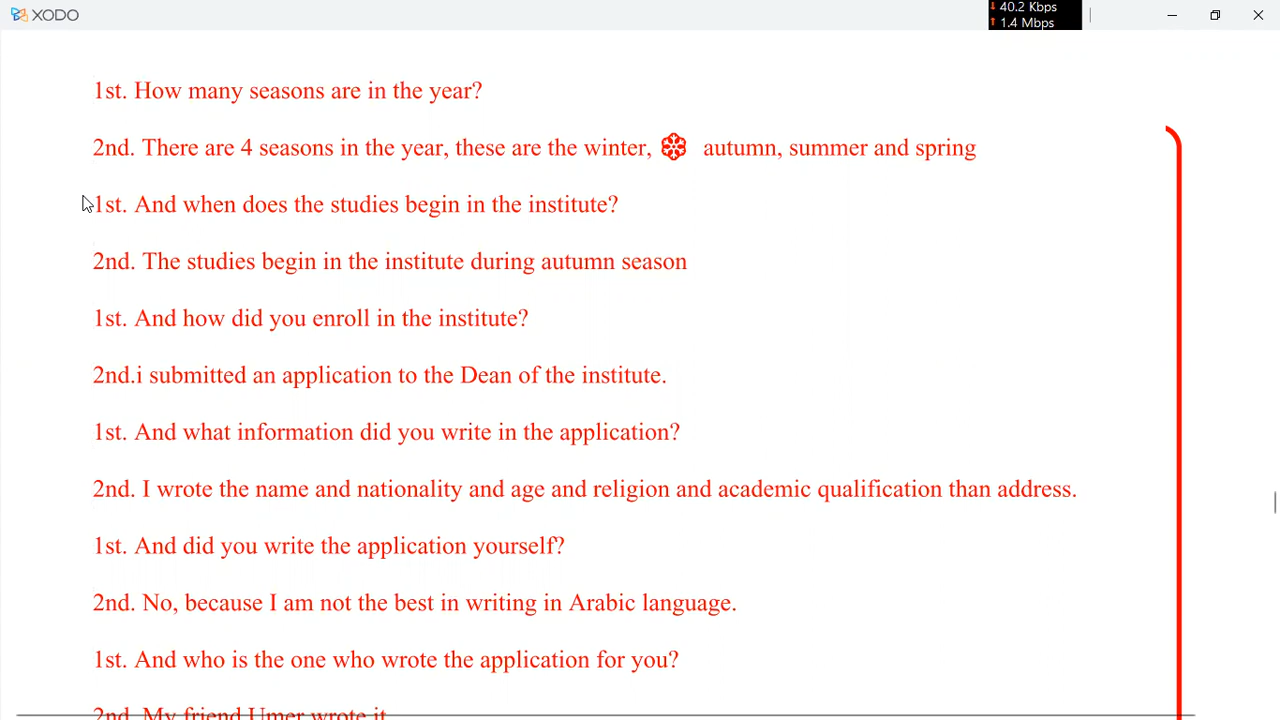 XODO
40.2 Kbps
1.4 Mbps
1st. How many seasons are in the year?
2nd. There are 4 seasons in the year, these are the winter, autumn, summer and spring
1st. And when does the studies begin in the institute?
2nd. The studies begin in the institute during autumn season
1st. And how did you enroll in the institute?
2nd.i submitted an application to the Dean of the institute.
1st. And what information did you write in the application?
2nd. I wrote the name and nationality and age and religion and academic qualification than address.
1st. And did you write the application yourself?
2nd. No, because I am not the best in writing in Arabic language.
1st. And who is the one who wrote the application for you?
2nd. My friend Umer wrote it